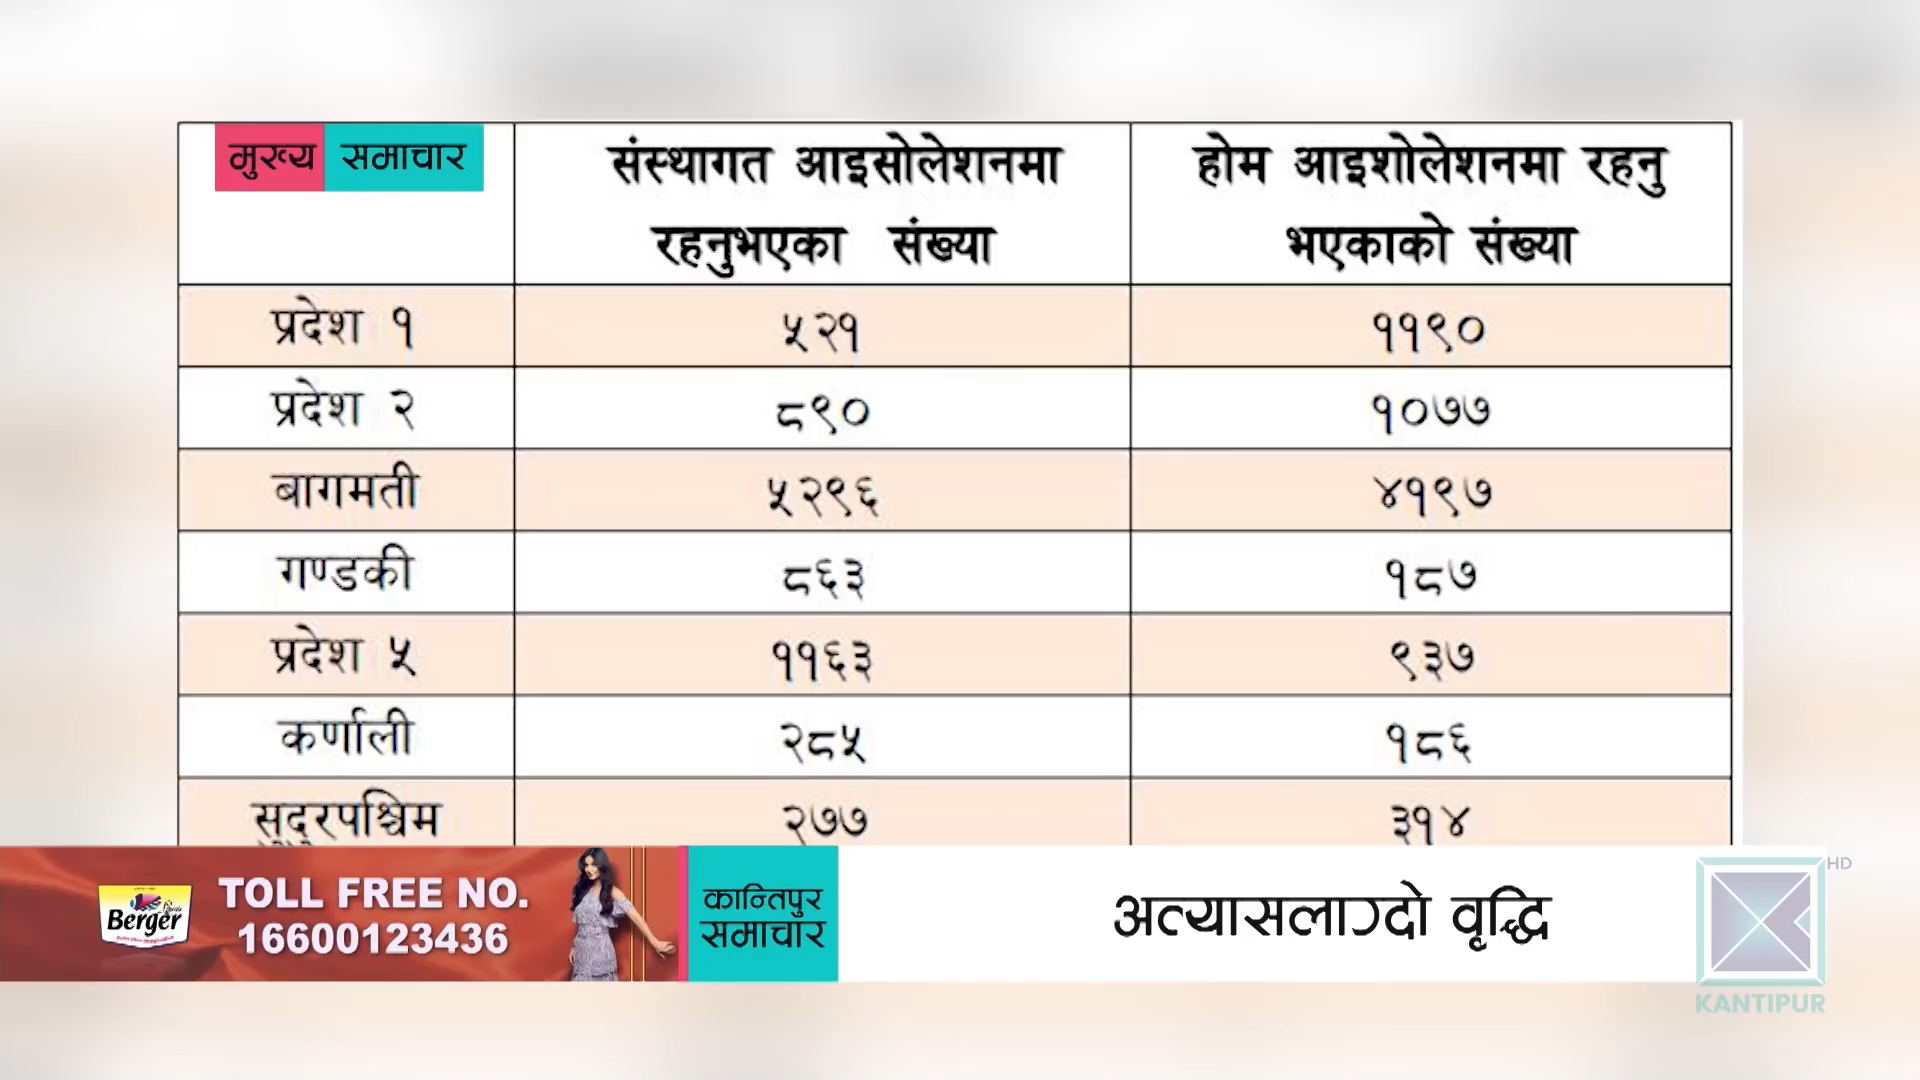 मुख्य समाचार
संस्थागत आइसोलेशनमा
रहनुभएका संख्या
होम आइशोलेशनमा रहनु
भएकाको संख्या
प्रदेश १ ५२१ ११९०
प्रदेश २ ८९० १०७७
बागमती ५२९६ ४१९७
गण्डकी ८६३ १८७
प्रदेश ५ ११६३ ९३७
कर्णाली २८५ १८६
सुदुरपश्चिम २७७ ३१४
Berger
TOLL FREE NO.
16600123436
कान्तिपुर
समाचार
अत्यासलाग्दो वृद्धि
HD
KANTIPUR